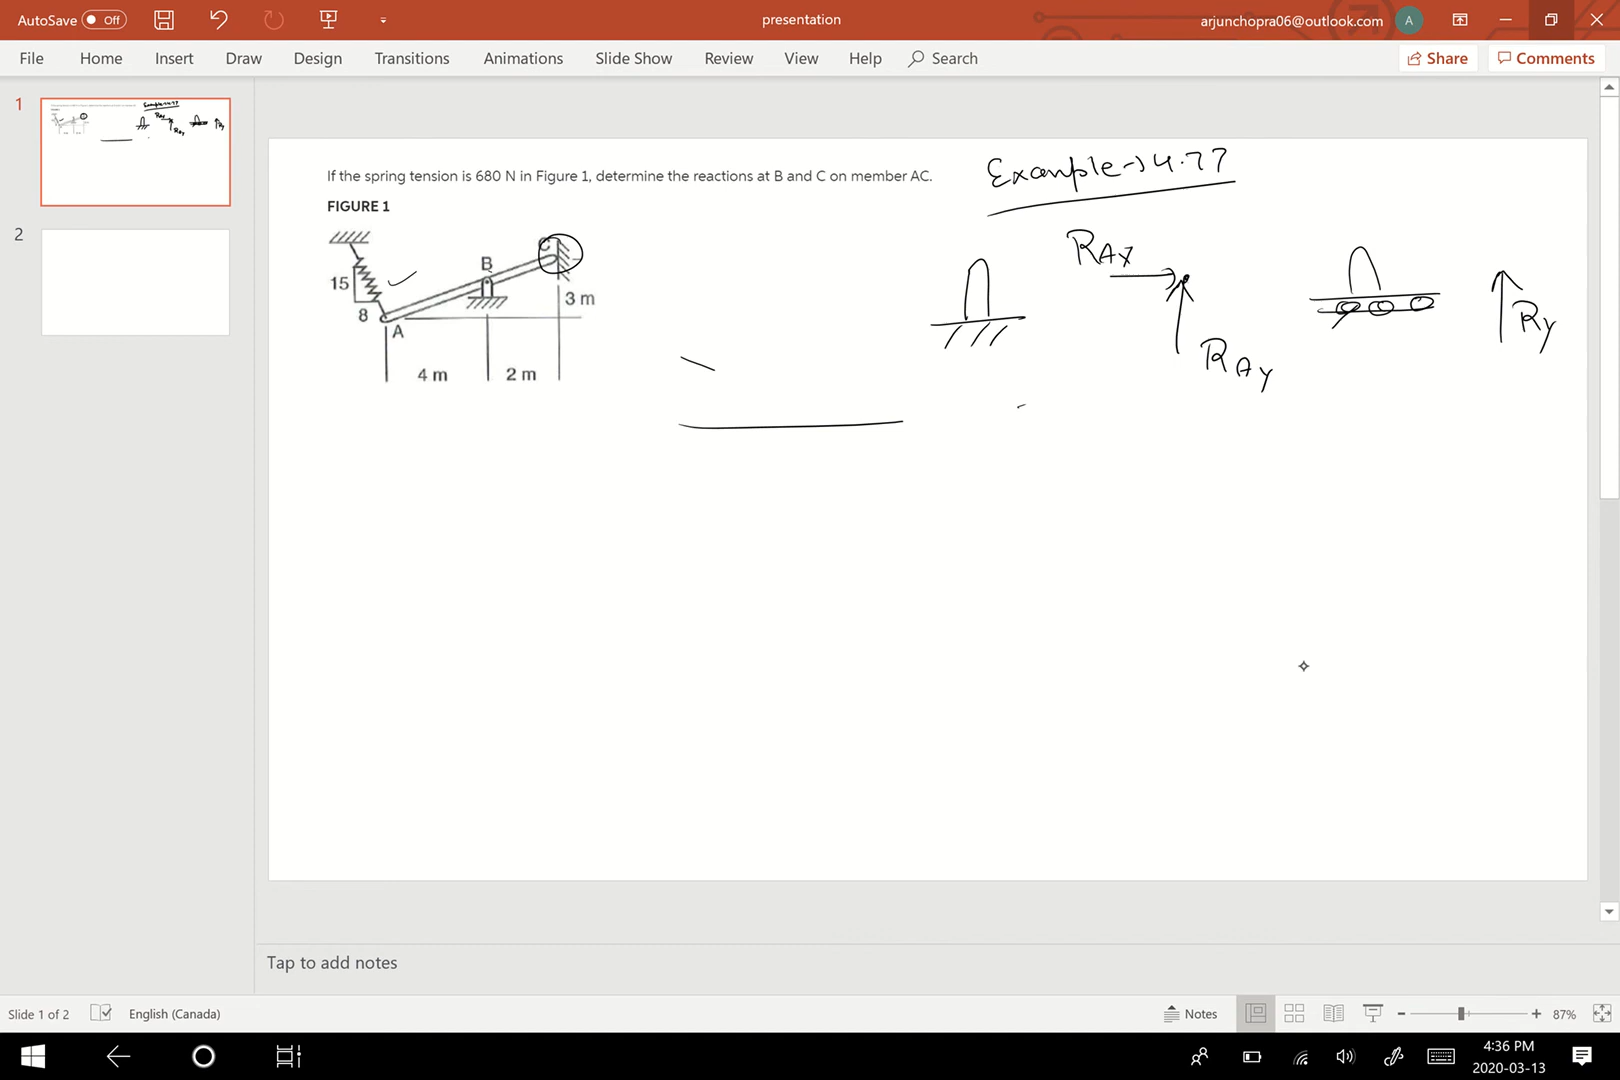 AutoSave Off
presentation
arjunchopra06@outlook.com A
File Home Insert Draw Design Transitions Animations Slide Show Review View Help Search Share Comments
1
2
If the spring tension is 680 N in Figure 1, determine the reactions at B and C on member AC.
Example → 4.77
FIGURE 1
C
B
15
3 m
8
A
4 m
2 m
RAX
RAY
RY
Tap to add notes
Slide 1 of 2 English (Canada) Notes 87%
4:36 PM
2020-03-13